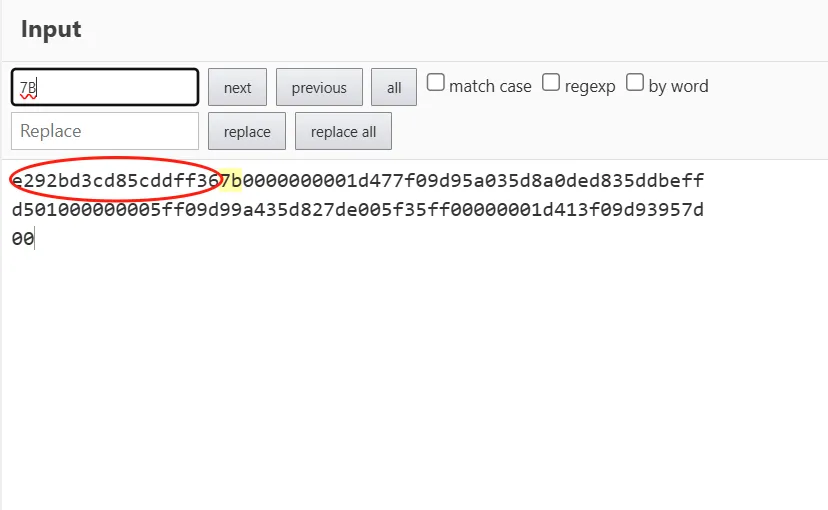 Input
7B next previous all match case regexp by word
Replace replace replace all
e292bd3cd85cddff367b0000000001d477f09d95a035d8a0ded835ddbeff
d501000000005ff09d99a435d827de005f35ff00000001d413f09d93957d
00